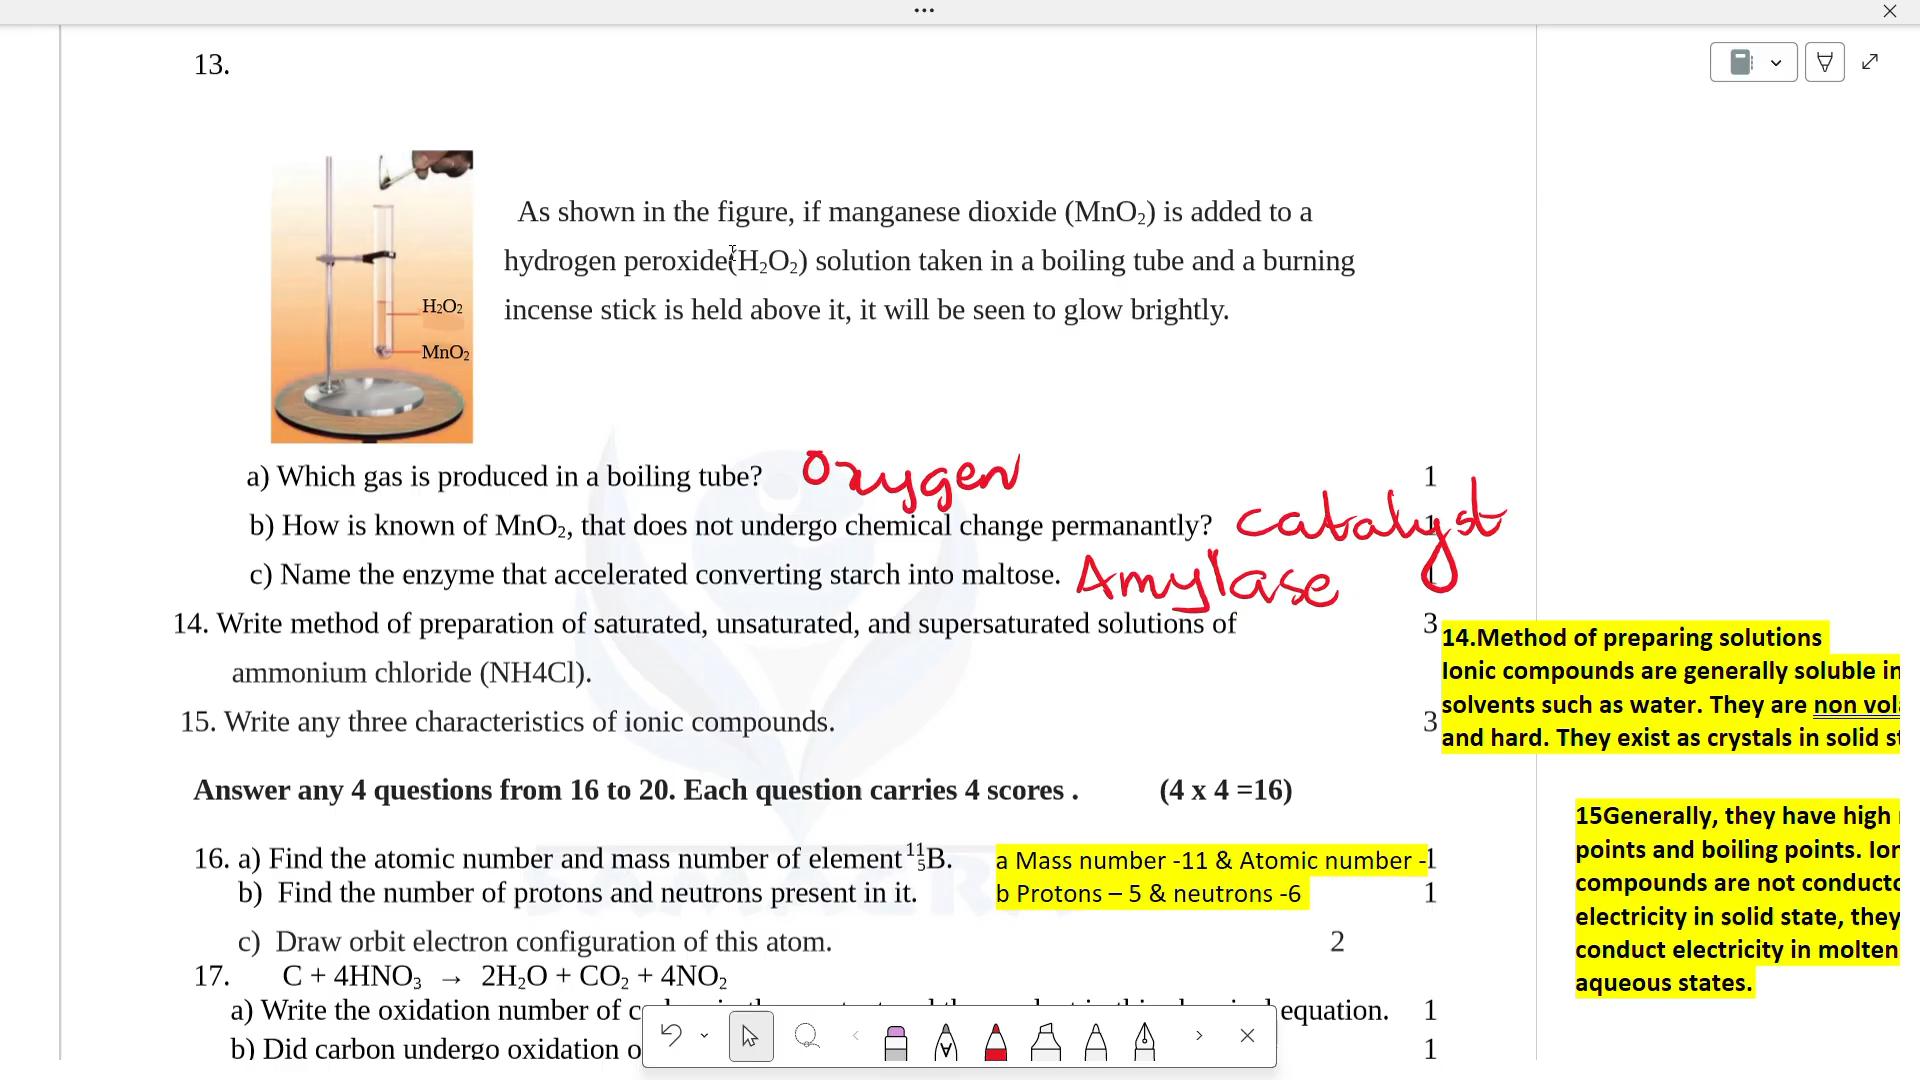 13.
As shown in the figure, if manganese dioxide (MnO₂) is added to a
hydrogen peroxide(H₂O₂) solution taken in a boiling tube and a burning
incense stick is held above it, it will be seen to glow brightly.
H₂O₂
MnO₂
a) Which gas is produced in a boiling tube? Oxygen 1
b) How is known of MnO₂, that does not undergo chemical change permanantly? catalyst 1
c) Name the enzyme that accelerated converting starch into maltose. Amylase 1
14. Write method of preparation of saturated, unsaturated, and supersaturated solutions of 3
ammonium chloride (NH4Cl).
15. Write any three characteristics of ionic compounds. 3
14.Method of preparing solutions
Ionic compounds are generally soluble in
solvents such as water. They are non
and hard. They exist as crystals in solid
Answer any 4 questions from 16 to 20. Each question carries 4 scores . (4 x 4 =16)
15Generally, they have high
points and boiling points.
compounds are not
electricity in solid state, they
conduct electricity in molten
aqueous states.
16. a) Find the atomic number and mass number of element ¹¹₅B. a Mass number -11 & Atomic number - 1
b) Find the number of protons and neutrons present in it. b Protons – 5 & neutrons -6 1
c) Draw orbit electron configuration of this atom. 2
17. C + 4HNO₃ → 2H₂O + CO₂ + 4NO₂
a) Write the oxidation number of equation. 1
b) Did carbon undergo oxidation 1